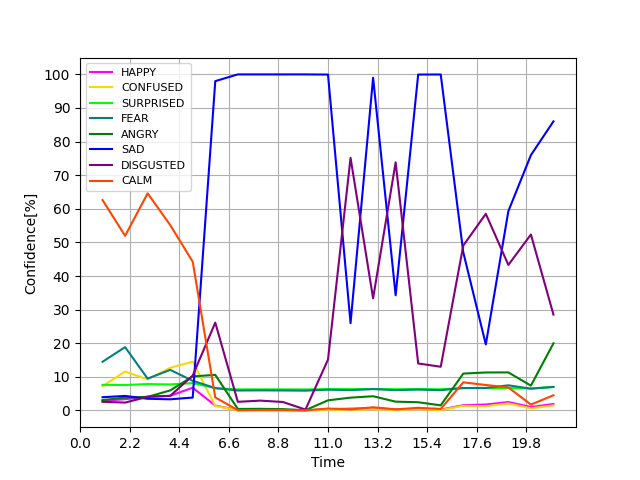 HAPPY
CONFUSED
SURPRISED
FEAR
ANGRY
SAD
DISGUSTED
CALM
Confidence[%]
100
90
80
70
60
50
40
30
20
10
0
0.0 2.2 4.4 6.6 8.8 11.0 13.2 15.4 17.6 19.8
Time